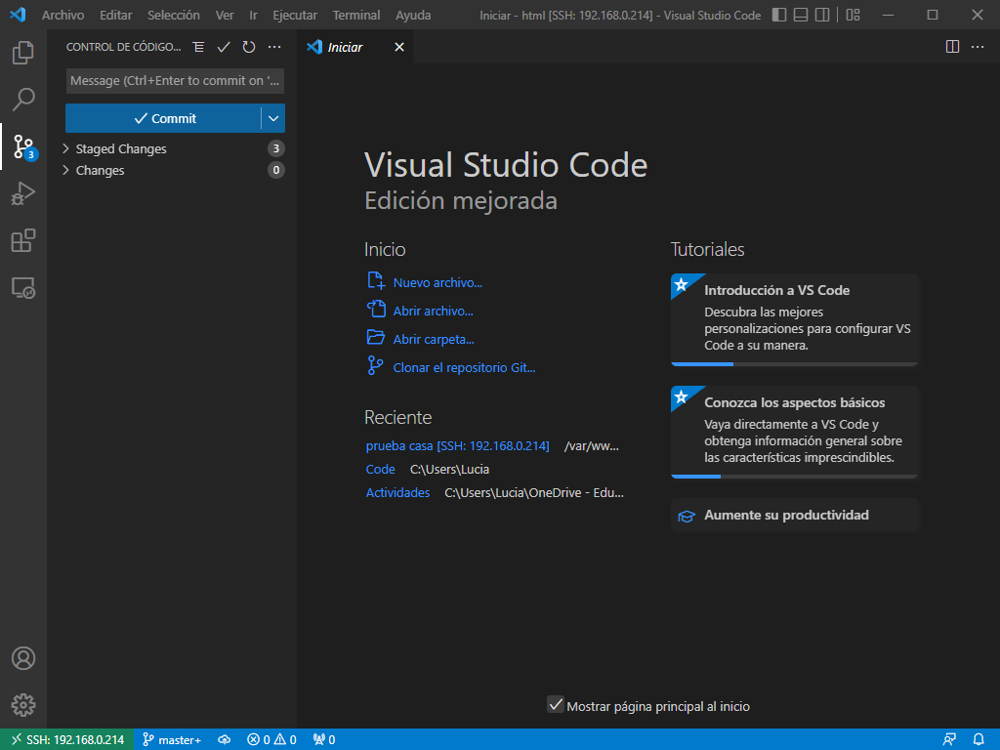 Archivo Editar Selección Ver Ir Ejecutar Terminal Ayuda Iniciar - html [SSH: 192.168.0.214] - Visual Studio Code
CONTROL DE CÓDIGO...
Iniciar
Message (Ctrl+Enter to commit on '...
Commit
Staged Changes 3
Changes 0
3
Visual Studio Code
Edición mejorada
Inicio
Nuevo archivo...
Abrir archivo...
Abrir carpeta...
Clonar el repositorio Git...
Reciente
prueba casa [SSH: 192.168.0.214] /var/ww...
Code C:\Users\Lucia
Actividades C:\Users\Lucia\OneDrive - Edu...
Tutoriales
Introducción a VS Code
Descubra las mejores
personalizaciones para configurar VS
Code a su manera.
Conozca los aspectos básicos
Vaya directamente a VS Code y
obtenga información general sobre
las características imprescindibles.
Aumente su productividad
Mostrar página principal al inicio
SSH: 192.168.0.214 master+ 0 0 0